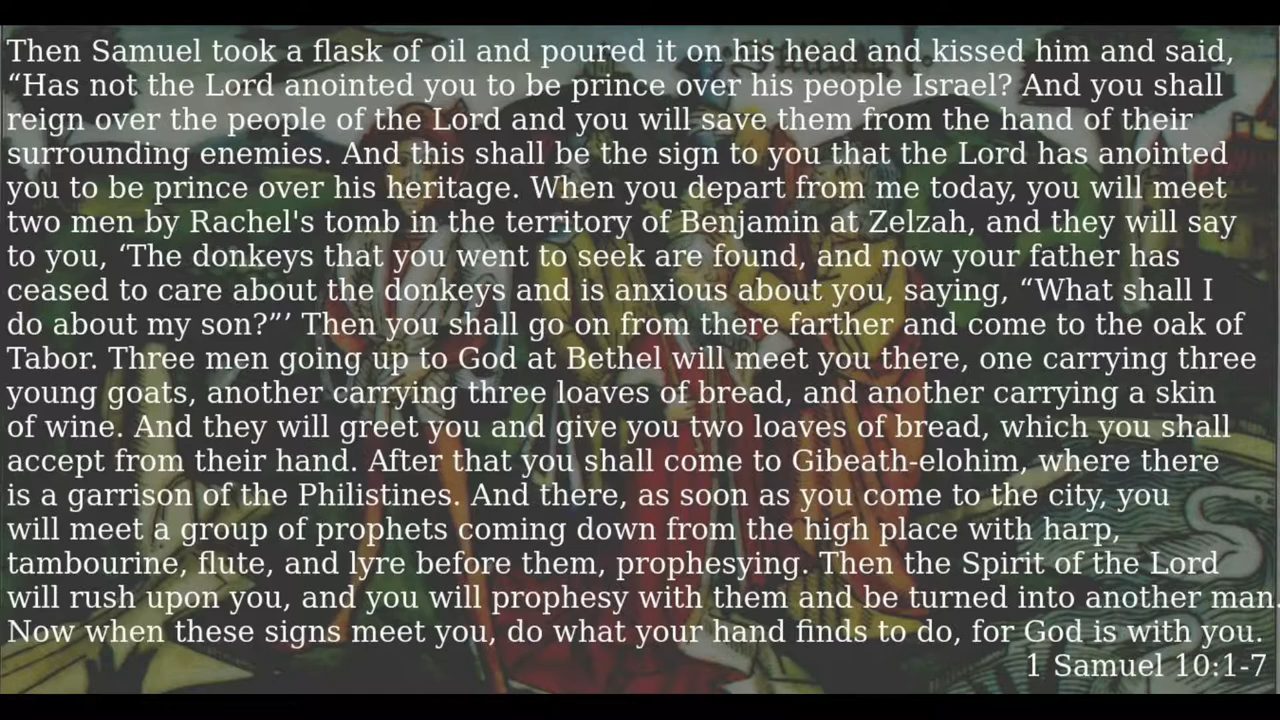 Then Samuel took a flask of oil and poured it on his head and kissed him and said,
“Has not the Lord anointed you to be prince over his people Israel? And you shall
reign over the people of the Lord and you will save them from the hand of their
surrounding enemies. And this shall be the sign to you that the Lord has anointed
you to be prince over his heritage. When you depart from me today, you will meet
two men by Rachel's tomb in the territory of Benjamin at Zelzah, and they will say
to you, ‘The donkeys that you went to seek are found, and now your father has
ceased to care about the donkeys and is anxious about you, saying, “What shall I
do about my son?”’ Then you shall go on from there farther and come to the oak of
Tabor. Three men going up to God at Bethel will meet you there, one carrying three
young goats, another carrying three loaves of bread, and another carrying a skin
of wine. And they will greet you and give you two loaves of bread, which you shall
accept from their hand. After that you shall come to Gibeath-elohim, where there
is a garrison of the Philistines. And there, as soon as you come to the city, you
will meet a group of prophets coming down from the high place with harp,
tambourine, flute, and lyre before them, prophesying. Then the Spirit of the Lord
will rush upon you, and you will prophesy with them and be turned into another man
Now when these signs meet you, do what your hand finds to do, for God is with you.
1 Samuel 10:1-7